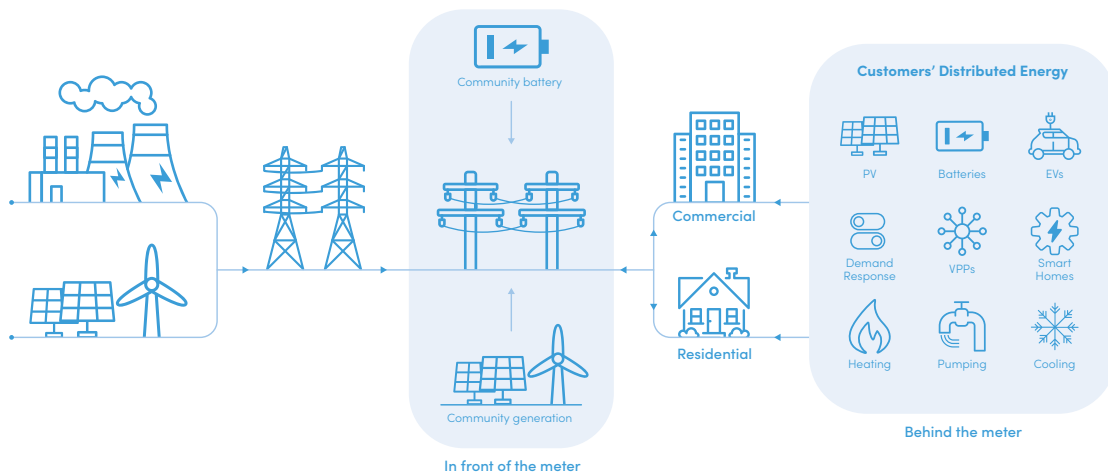 Community battery
Community generation
In front of the meter
Commercial
Residential
Customers’ Distributed Energy
PV
Batteries
EVs
Demand
Response
VPPs
Smart
Homes
Heating
Pumping
Cooling
Behind the meter